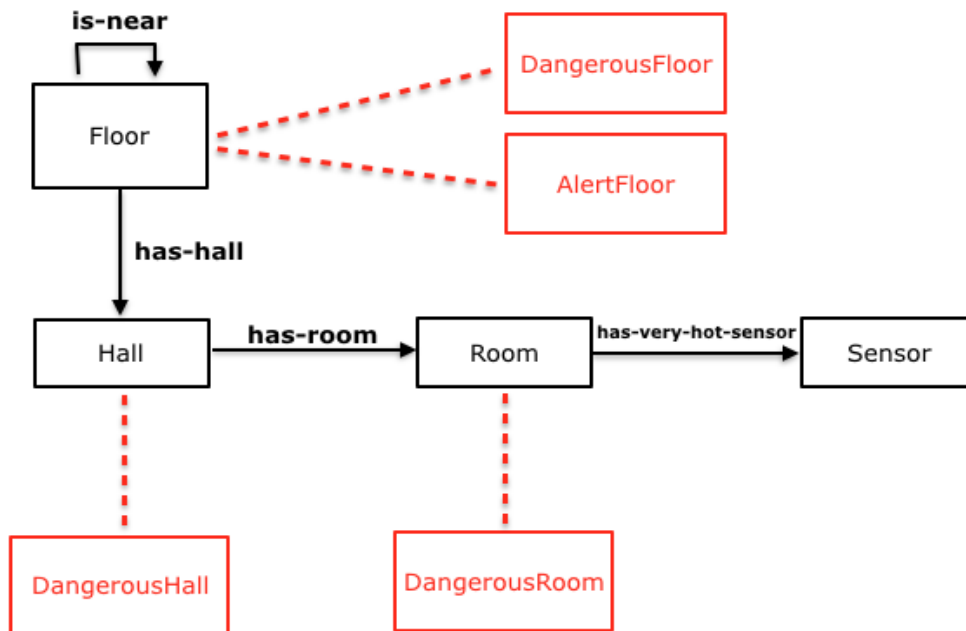 is-near
DangerousFloor
Floor
AlertFloor
has-hall
Hall
has-room
Room
has-very-hot-sensor
Sensor
DangerousHall
DangerousRoom